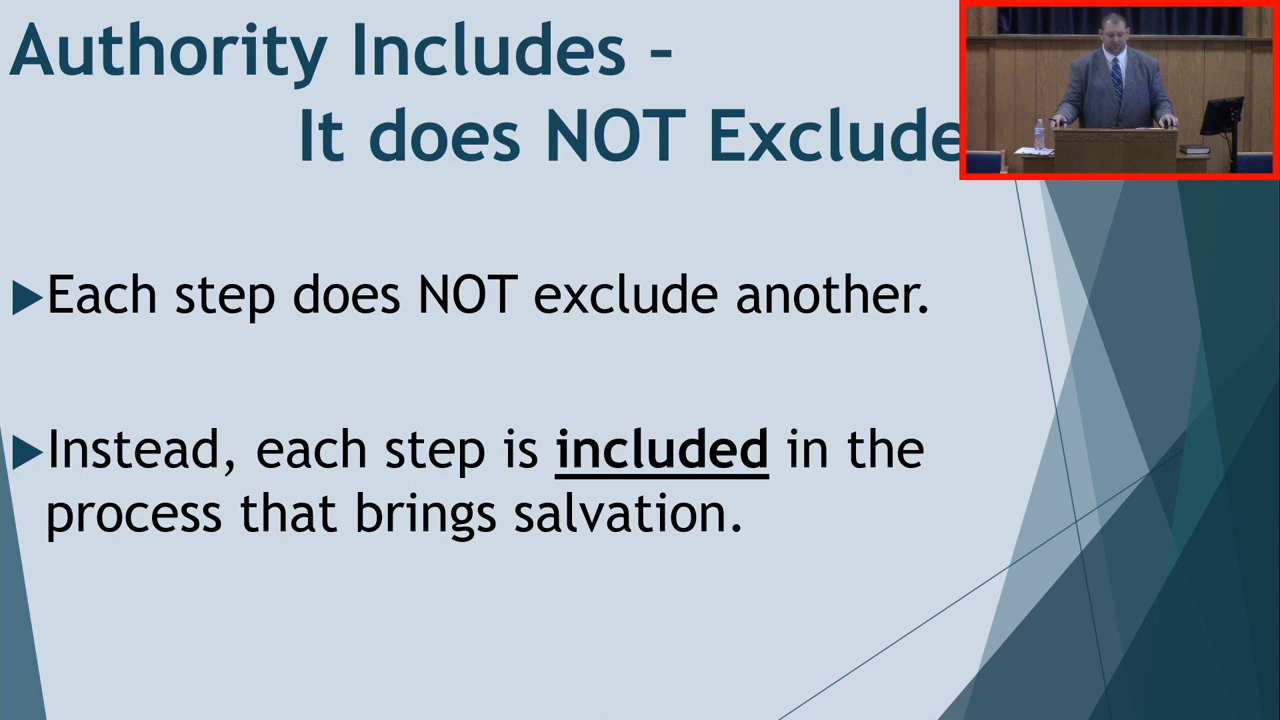 Authority Includes –
It does NOT Exclude
Each step does NOT exclude another.
Instead, each step is included in the
process that brings salvation.